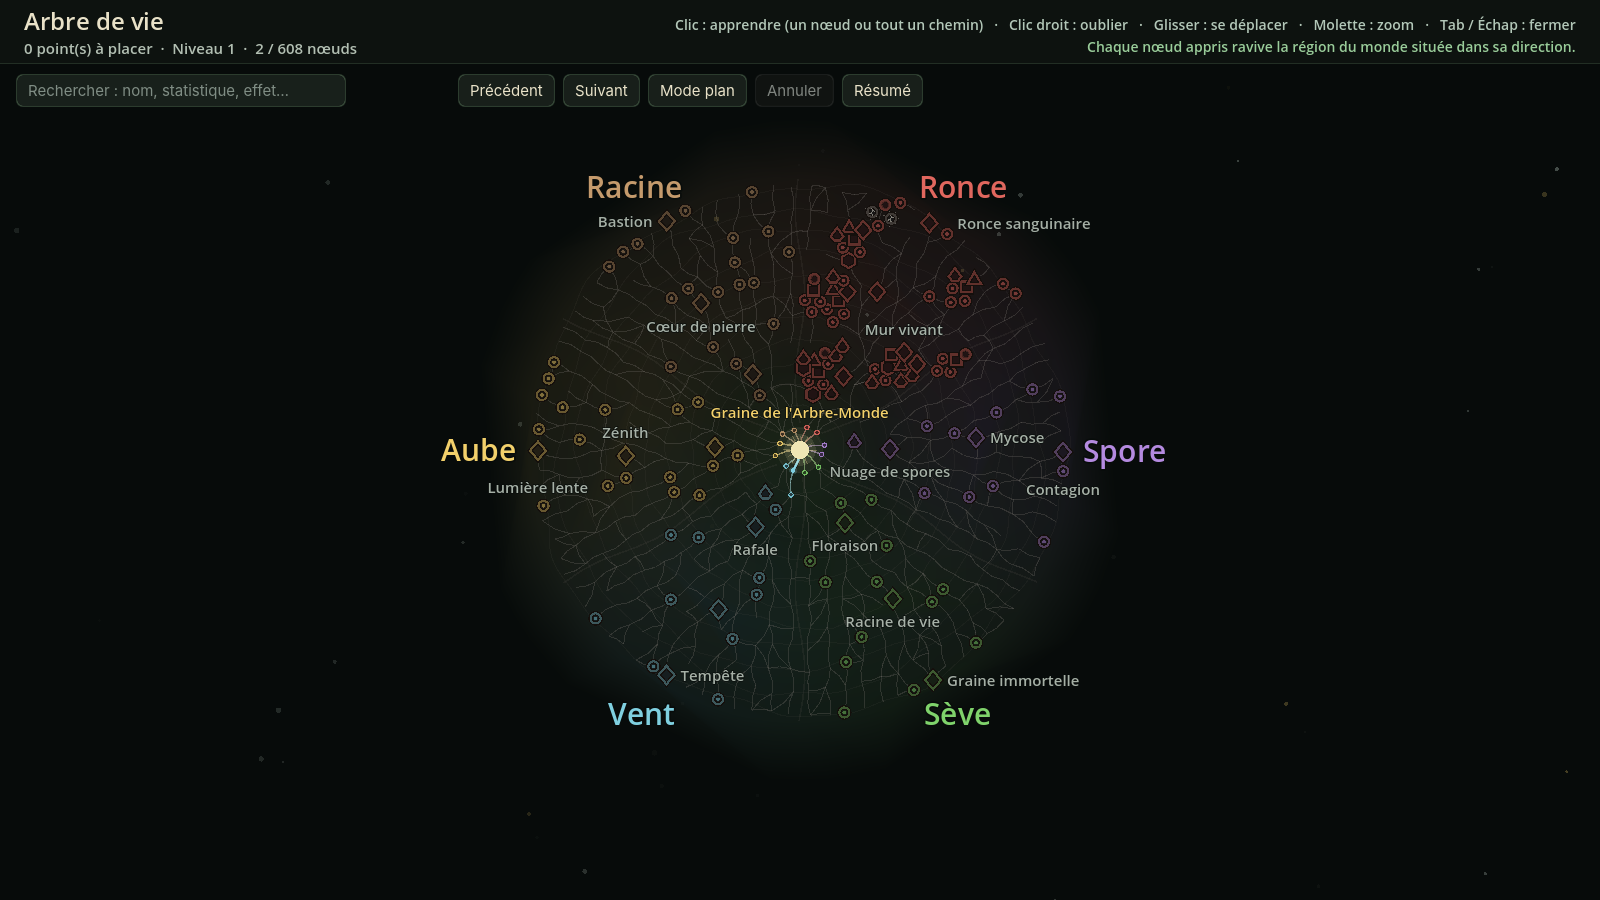 Arbre de vie
0 point(s) à placer · Niveau 1 · 2 / 608 nœuds
Clic : apprendre (un nœud ou tout un chemin) · Clic droit : oublier · Glisser : se déplacer · Molette : zoom · Tab / Échap : fermer
Chaque nœud appris ravive la région du monde située dans sa direction.
Rechercher : nom, statistique, effet...
Précédent
Suivant
Mode plan
Annuler
Résumé
Racine
Ronce
Bastion
Ronce sanguinaire
Cœur de pierre
Mur vivant
Graine de l'Arbre-Monde
Zénith
Mycose
Aube
Spore
Nuage de spores
Lumière lente
Contagion
Rafale
Floraison
Racine de vie
Tempête
Graine immortelle
Vent
Sève